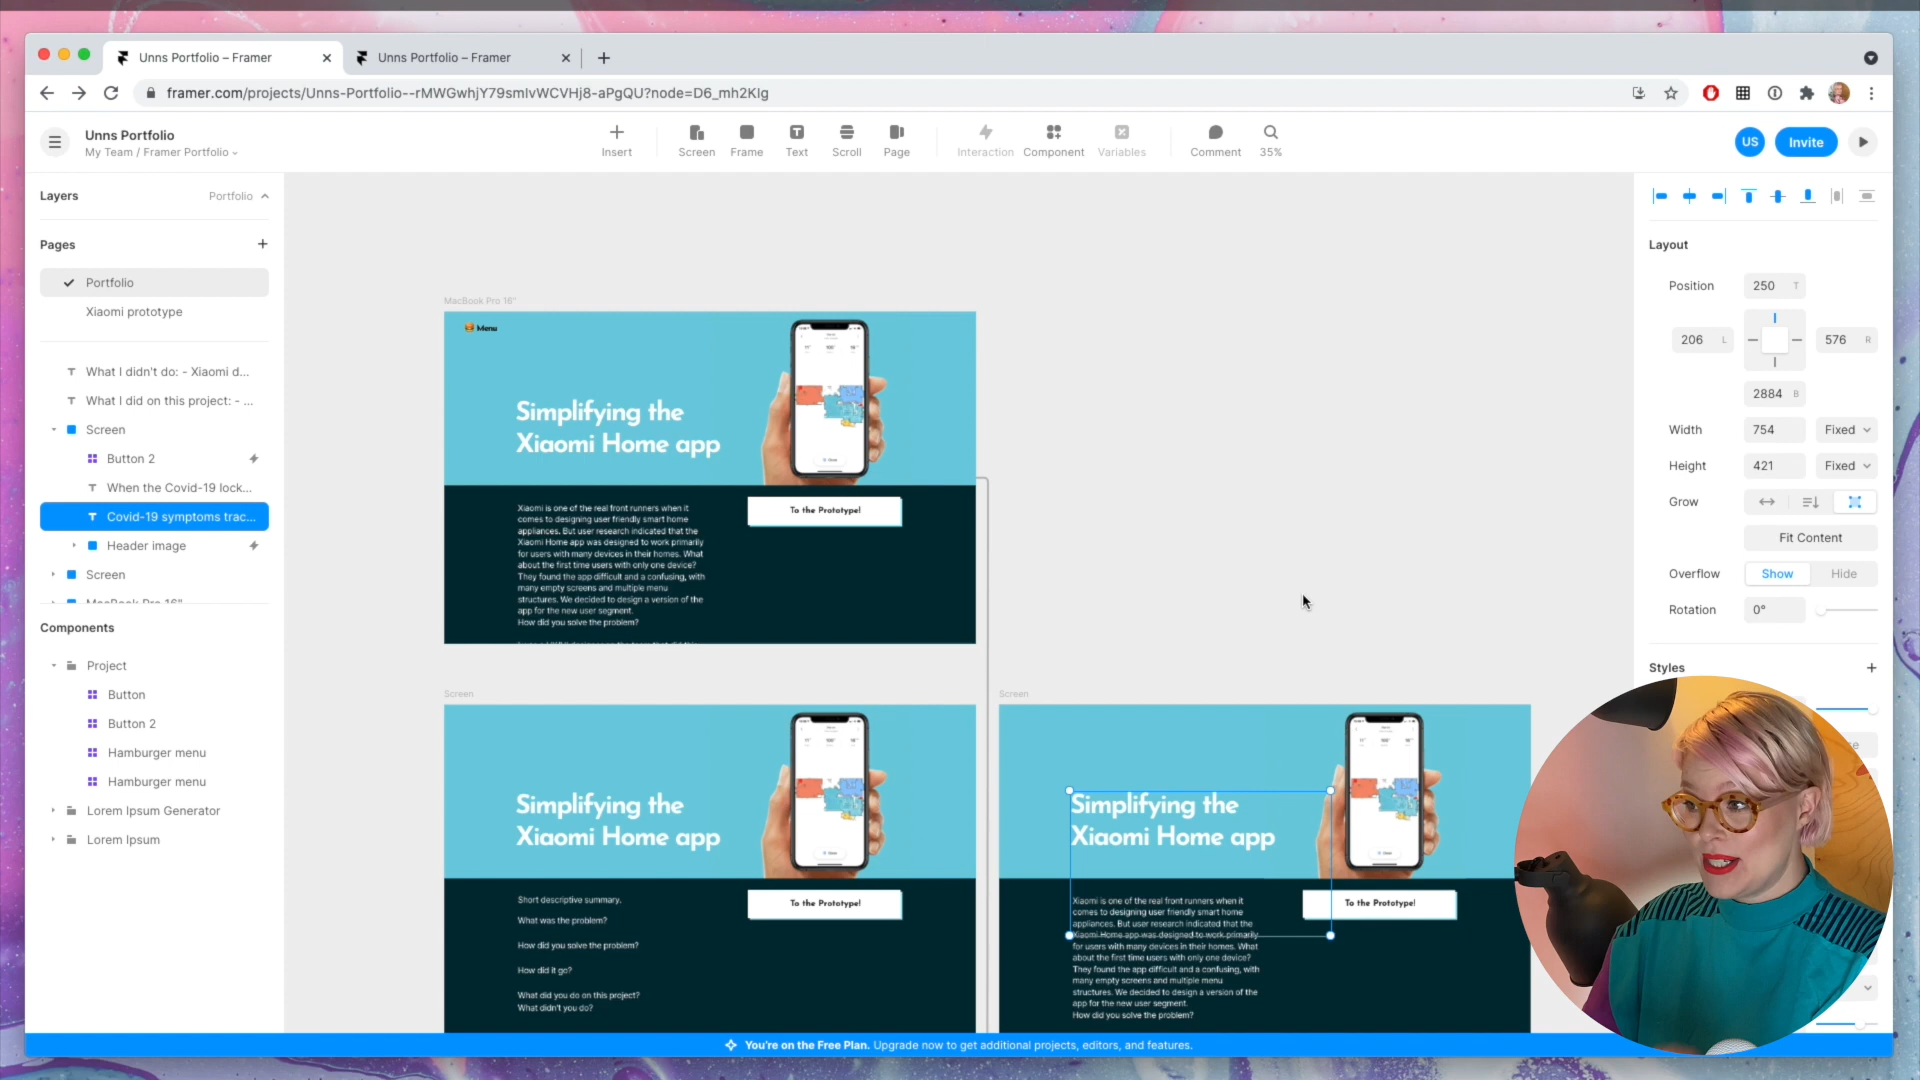 Unns Portfolio – Framer
Unns Portfolio – Framer
framer.com/projects/Unns-Portfolio--rMWGwhjY79smIvWCVHj8-aPgQU?node=D6_mh2KIg
Unns Portfolio
My Team / Framer Portfolio
Insert
Screen
Frame
Text
Scroll
Page
Interaction
Component
Variables
Comment
35%
US
Invite
Layers
Portfolio
Pages
Portfolio
Xiaomi prototype
What I didn't do: - Xiaomi d...
What I did on this project: - ...
Screen
Button 2
When the Covid-19 lock...
Covid-19 symptoms trac...
Header image
Screen
MacBook Pro 16"
Components
Project
Button
Button 2
Hamburger menu
Hamburger menu
Lorem Ipsum Generator
Lorem Ipsum
MacBook Pro 16"
Menu
Simplifying the
Xiaomi Home app
Xiaomi is one of the real front runners when it
comes to designing user friendly smart home
appliances. But user research indicated that the
Xiaomi Home app was designed to work primarily
for users with many devices in their homes. What
about the first time users with only one device?
They found the app difficult and a confusing, with
many empty screens and multiple menu
structures. We decided to design a version of the
app for the new user segment.
How did you solve the problem?
To the Prototype!
Screen
Simplifying the
Xiaomi Home app
Short descriptive summary.
What was the problem?
How did you solve the problem?
How did it go?
What did you do on this project?
What didn't you do?
To the Prototype!
Screen
Simplifying the
Xiaomi Home app
Xiaomi is one of the real front runners when it
comes to designing user friendly smart home
appliances. But user research indicated that the
Xiaomi Home app was designed to work primarily
for users with many devices in their homes. What
about the first time users with only one device?
They found the app difficult and a confusing, with
many empty screens and multiple menu
structures. We decided to design a version of the
app for the new user segment.
How did you solve the problem?
To the Prototype!
Layout
Position
250 T
206 L
576 R
2884 B
Width
754
Fixed
Height
421
Fixed
Grow
Fit Content
Overflow
Show
Hide
Rotation
0°
Styles
You're on the Free Plan. Upgrade now to get additional projects, editors, and features.